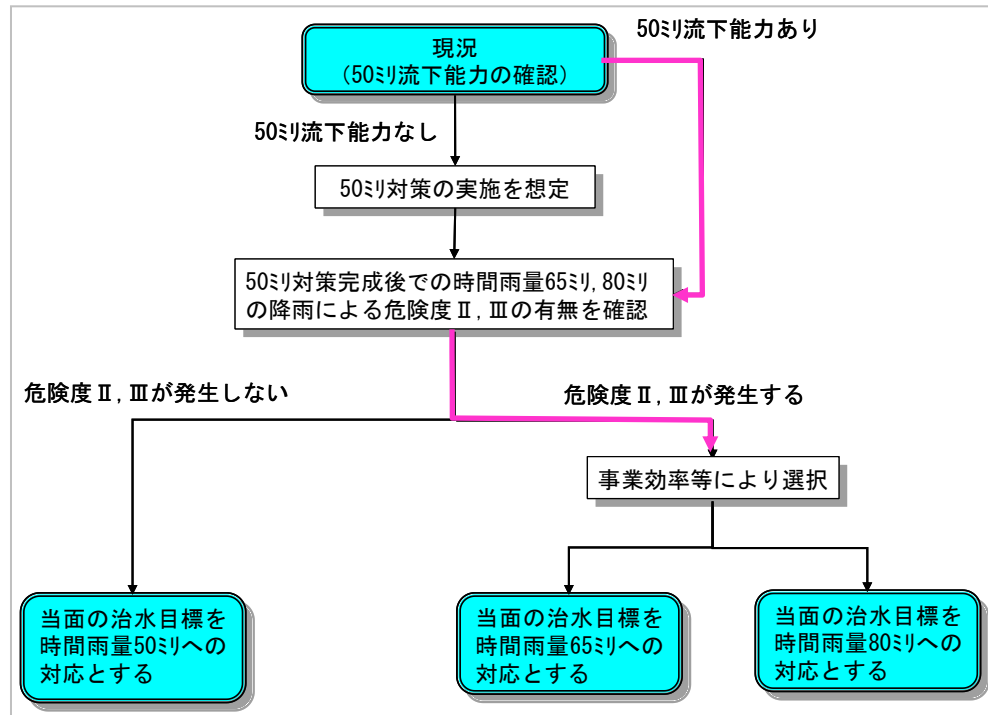 50ﾐﾘ流下能力あり
現況
（50ﾐﾘ流下能力の確認）
50ﾐﾘ流下能力なし
50ﾐﾘ対策の実施を想定
50ﾐﾘ対策完成後での時間雨量65ﾐﾘ,80ﾐﾘ
の降雨による危険度Ⅱ,Ⅲの有無を確認
危険度Ⅱ,Ⅲが発生しない
危険度Ⅱ,Ⅲが発生する
事業効率等により選択
当面の治水目標を
時間雨量50ﾐﾘへの
対応とする
当面の治水目標を
時間雨量65ﾐﾘへの
対応とする
当面の治水目標を
時間雨量80ﾐﾘへの
対応とする